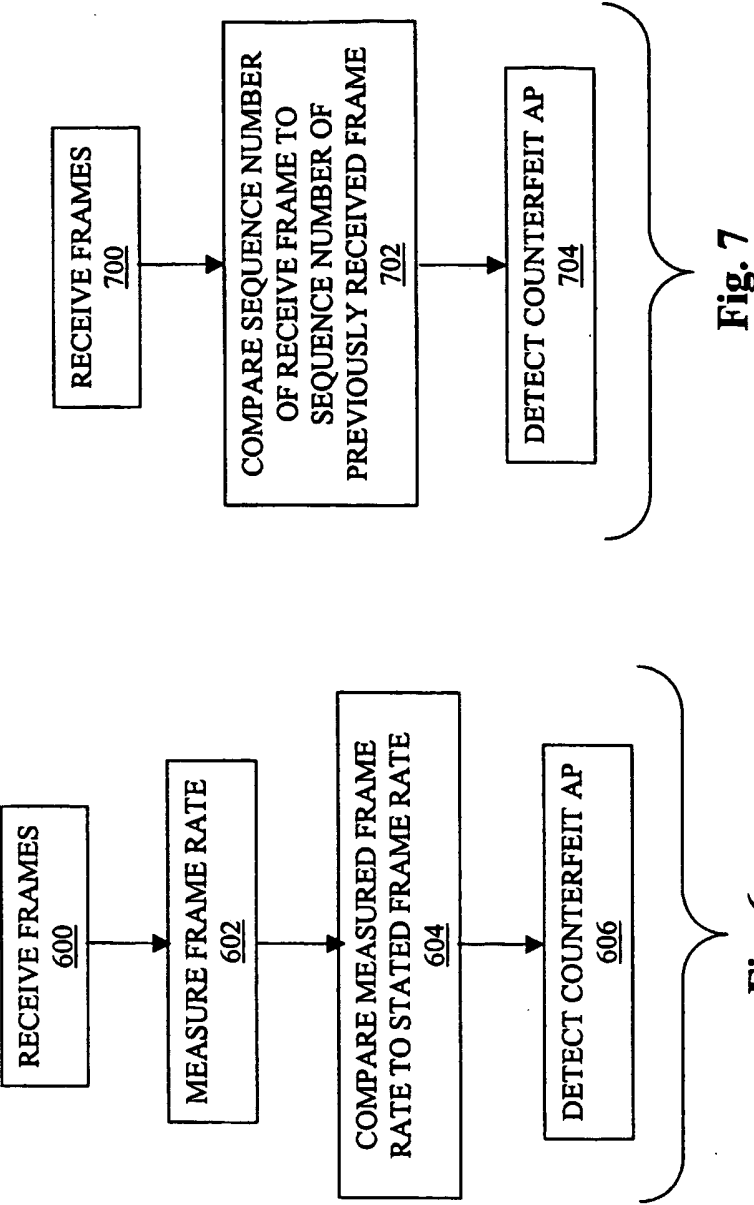 RECEIVE FRAMES
600
MEASURE FRAME RATE
602
COMPARE MEASURED FRAME
RATE TO STATED FRAME RATE
604
DETECT COUNTERFEIT AP
606
RECEIVE FRAMES
700
COMPARE SEQUENCE NUMBER
OF RECEIVE FRAME TO
SEQUENCE NUMBER OF
PREVIOUSLY RECEIVED FRAME
702
DETECT COUNTERFEIT AP
704
Fig. 7